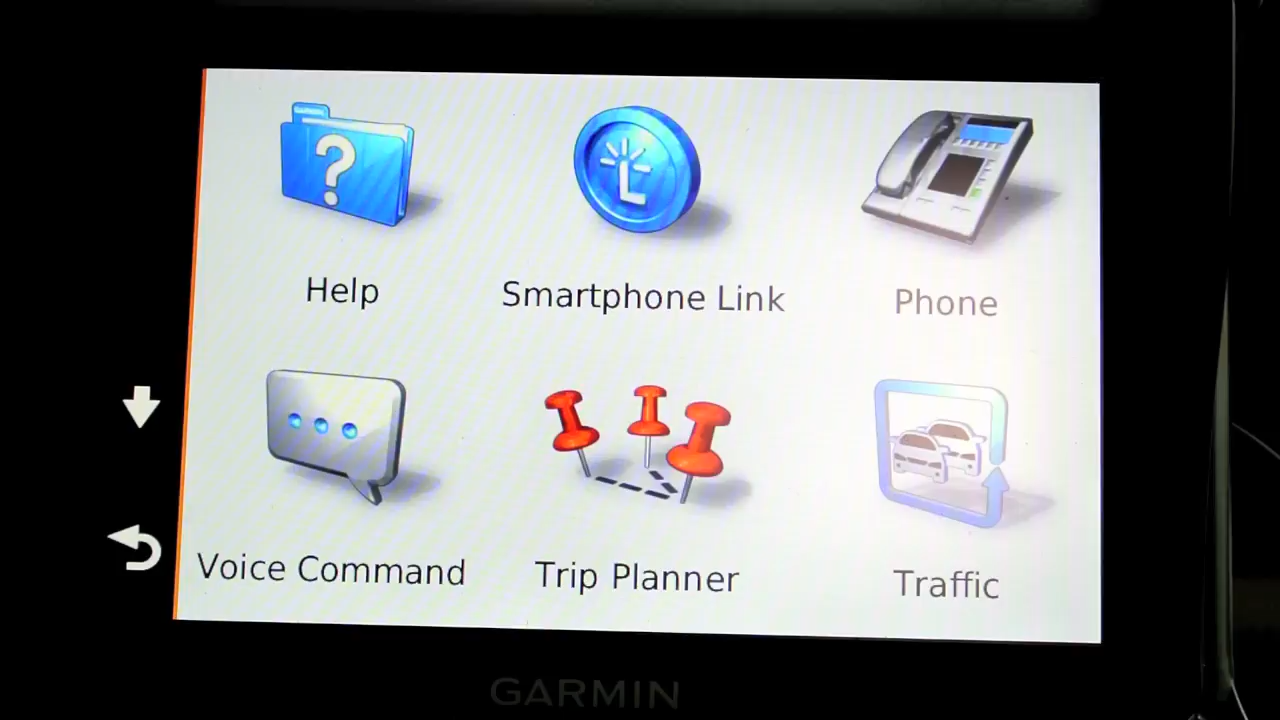 Help
Smartphone Link
Phone
Voice Command
Trip Planner
Traffic
GARMIN